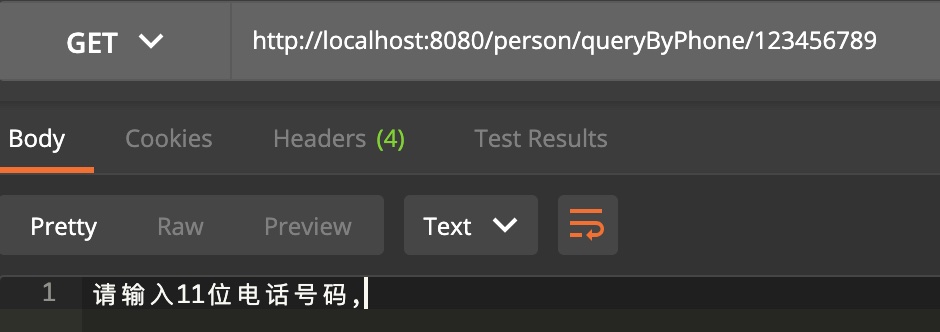 GET http://localhost:8080/person/queryByPhone/123456789
Body Cookies Headers (4) Test Results
Pretty Raw Preview Text
1 请输入11位电话号码,